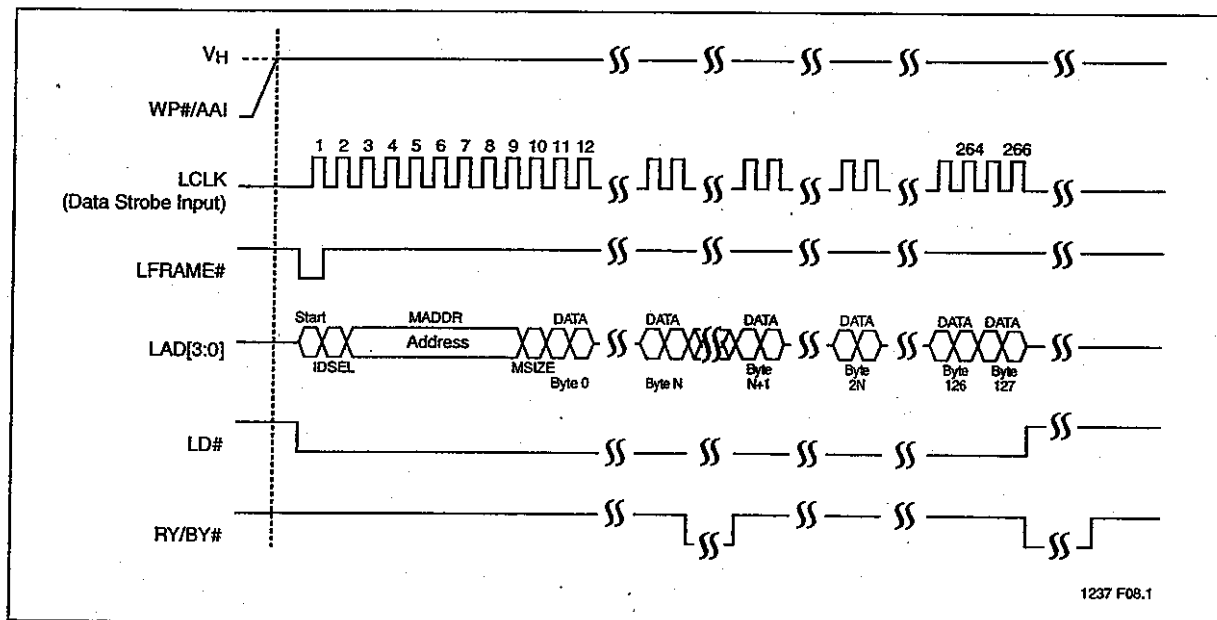 VH
WP#/AAI
1 2 3 4 5 6 7 8 9 10 11 12 264 266
LCLK
(Data Strobe Input)
LFRAME#
Start MADDR DATA DATA DATA DATA DATA DATA
LAD[3:0] Address
IDSEL MSIZE Byte 0 Byte N Byte N+1 Byte 2N Byte 126 Byte 127
LD#
RY/BY#
1237 F08.1